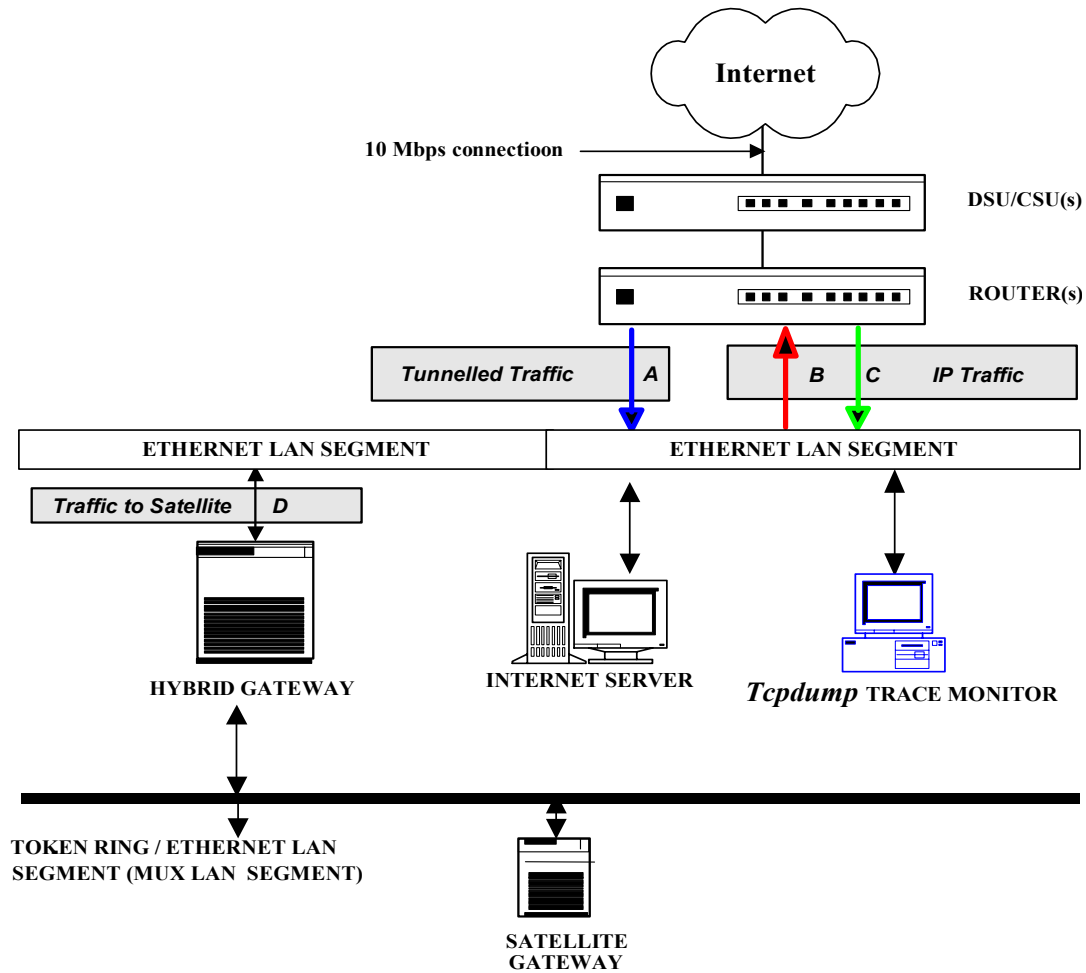 Internet
10 Mbps connectioon
DSU/CSU(s)
ROUTER(s)
Tunnelled Traffic A
B C IP Traffic
ETHERNET LAN SEGMENT
ETHERNET LAN SEGMENT
Traffic to Satellite D
HYBRID GATEWAY
INTERNET SERVER
Tcpdump TRACE MONITOR
TOKEN RING / ETHERNET LAN
SEGMENT (MUX LAN SEGMENT)
SATELLITE
GATEWAY